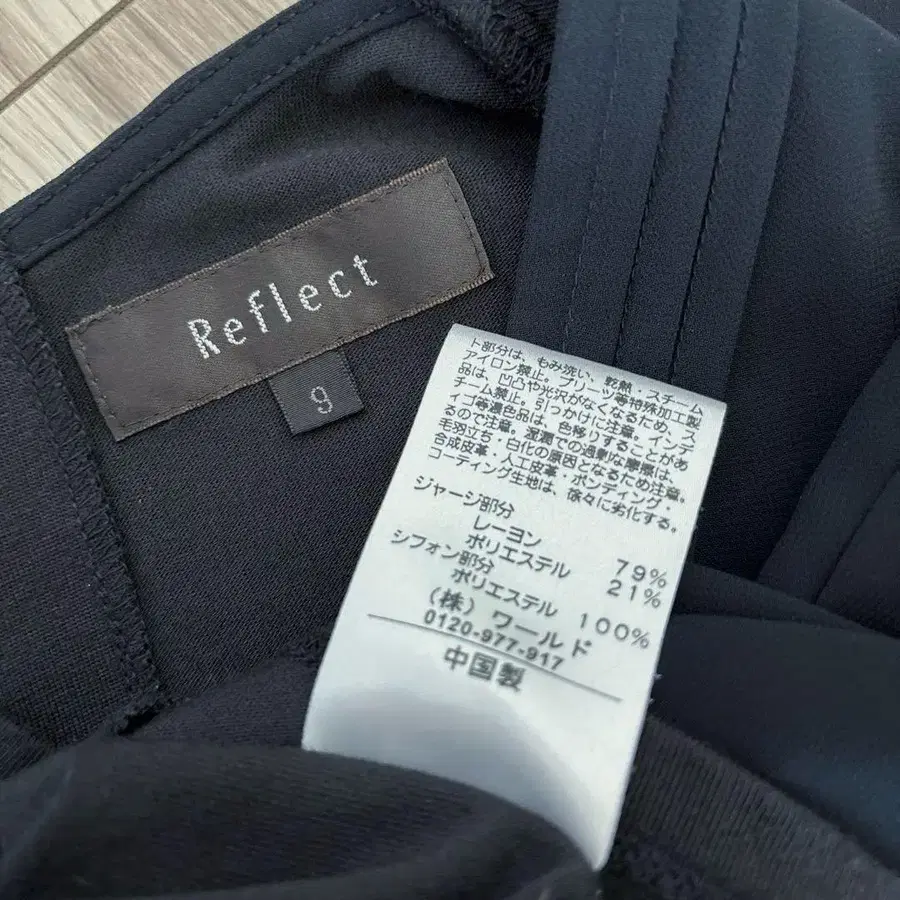 Reflect
9
ト部分は、もみ洗い、乾熱・スチーム
アイロン禁止。プリーツ等特殊加工製
品は、凹凸や光沢がなくなるため、ス
チーム禁止。引っかけに注意。インデ
ィゴ等濃色品は、色移りすることがあ
るので注意。湿潤での過剰な摩擦は、
毛羽立ち・白化の原因となるため注意。
合成皮革・人工皮革・ボンディング・
コーティング生地は、徐々に劣化する。
ジャージ部分
レーヨン 79%
ポリエステル 21%
シフォン部分
ポリエステル 100%
(株)ワールド
0120-977-917
中国製